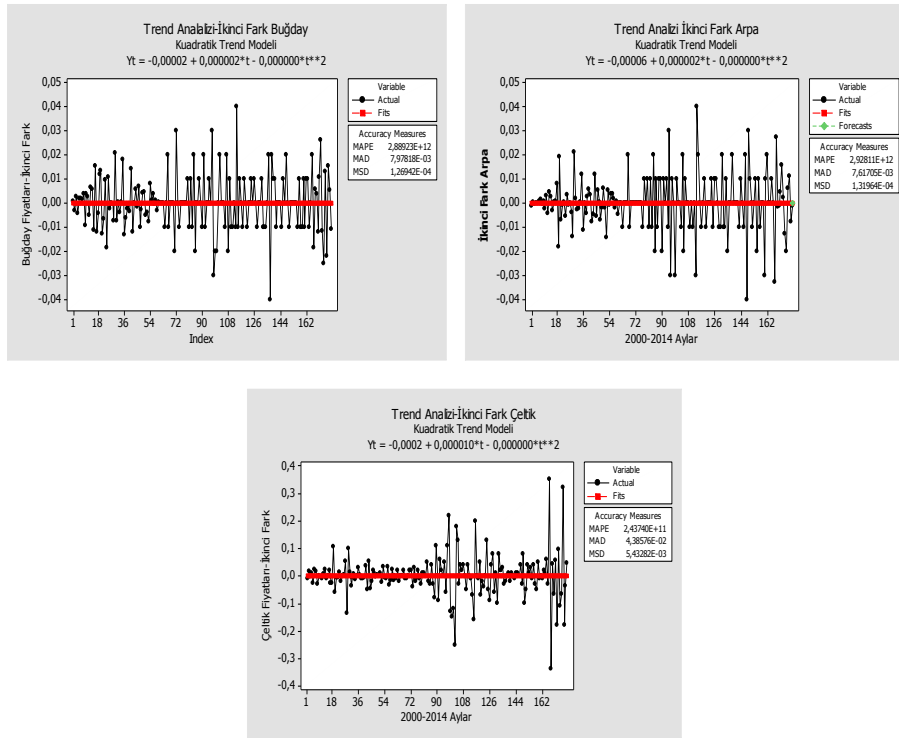 Trend Analalizi-İkinci Fark Buğday
Kuadratik Trend Modeli
Yt = -0,00002 + 0,000002*t - 0,000000*t**2
0,05
0,04
0,03
0,02
0,01
0,00
-0,01
-0,02
-0,03
-0,04
Buğday Fiyatları-İkinci Fark
1 18 36 54 72 90 108 126 144 162
Index
Variable
Actual
Fits
Accuracy Measures
MAPE 2,88923E+12
MAD 7,97818E-03
MSD 1,26942E-04
Trend Analizi İkinci Fark Arpa
Kuadratik Trend Modeli
Yt = -0,00006 + 0,000002*t - 0,000000*t**2
0,05
0,04
0,03
0,02
0,01
0,00
-0,01
-0,02
-0,03
-0,04
İkinci Fark Arpa
1 18 36 54 72 90 108 126 144 162
2000-2014 Aylar
Variable
Actual
Fits
Forecasts
Accuracy Measures
MAPE 2,92811E+12
MAD 7,61705E-03
MSD 1,31964E-04
Trend Analizi-İkinci Fark Çeltik
Kuadratik Trend Modeli
Yt = -0,0002 + 0,000010*t - 0,000000*t**2
0,4
0,3
0,2
0,1
0,0
-0,1
-0,2
-0,3
-0,4
Çeltik Fiyatları-İkinci Fark
1 18 36 54 72 90 108 126 144 162
2000-2014 Aylar
Variable
Actual
Fits
Accuracy Measures
MAPE 2,43740E+11
MAD 4,38576E-02
MSD 5,43282E-03